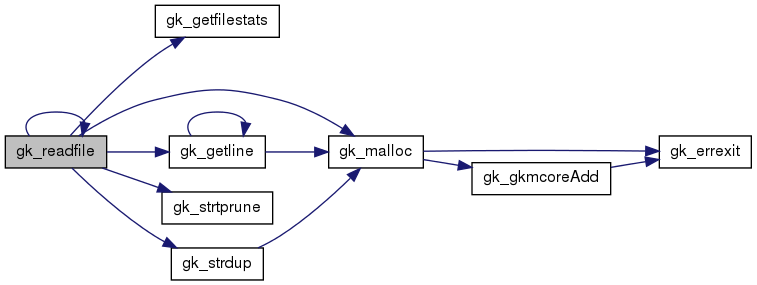 gk_getfilestats
gk_readfile
gk_getline
gk_malloc
gk_errexit
gk_gkmcoreAdd
gk_strtprune
gk_strdup